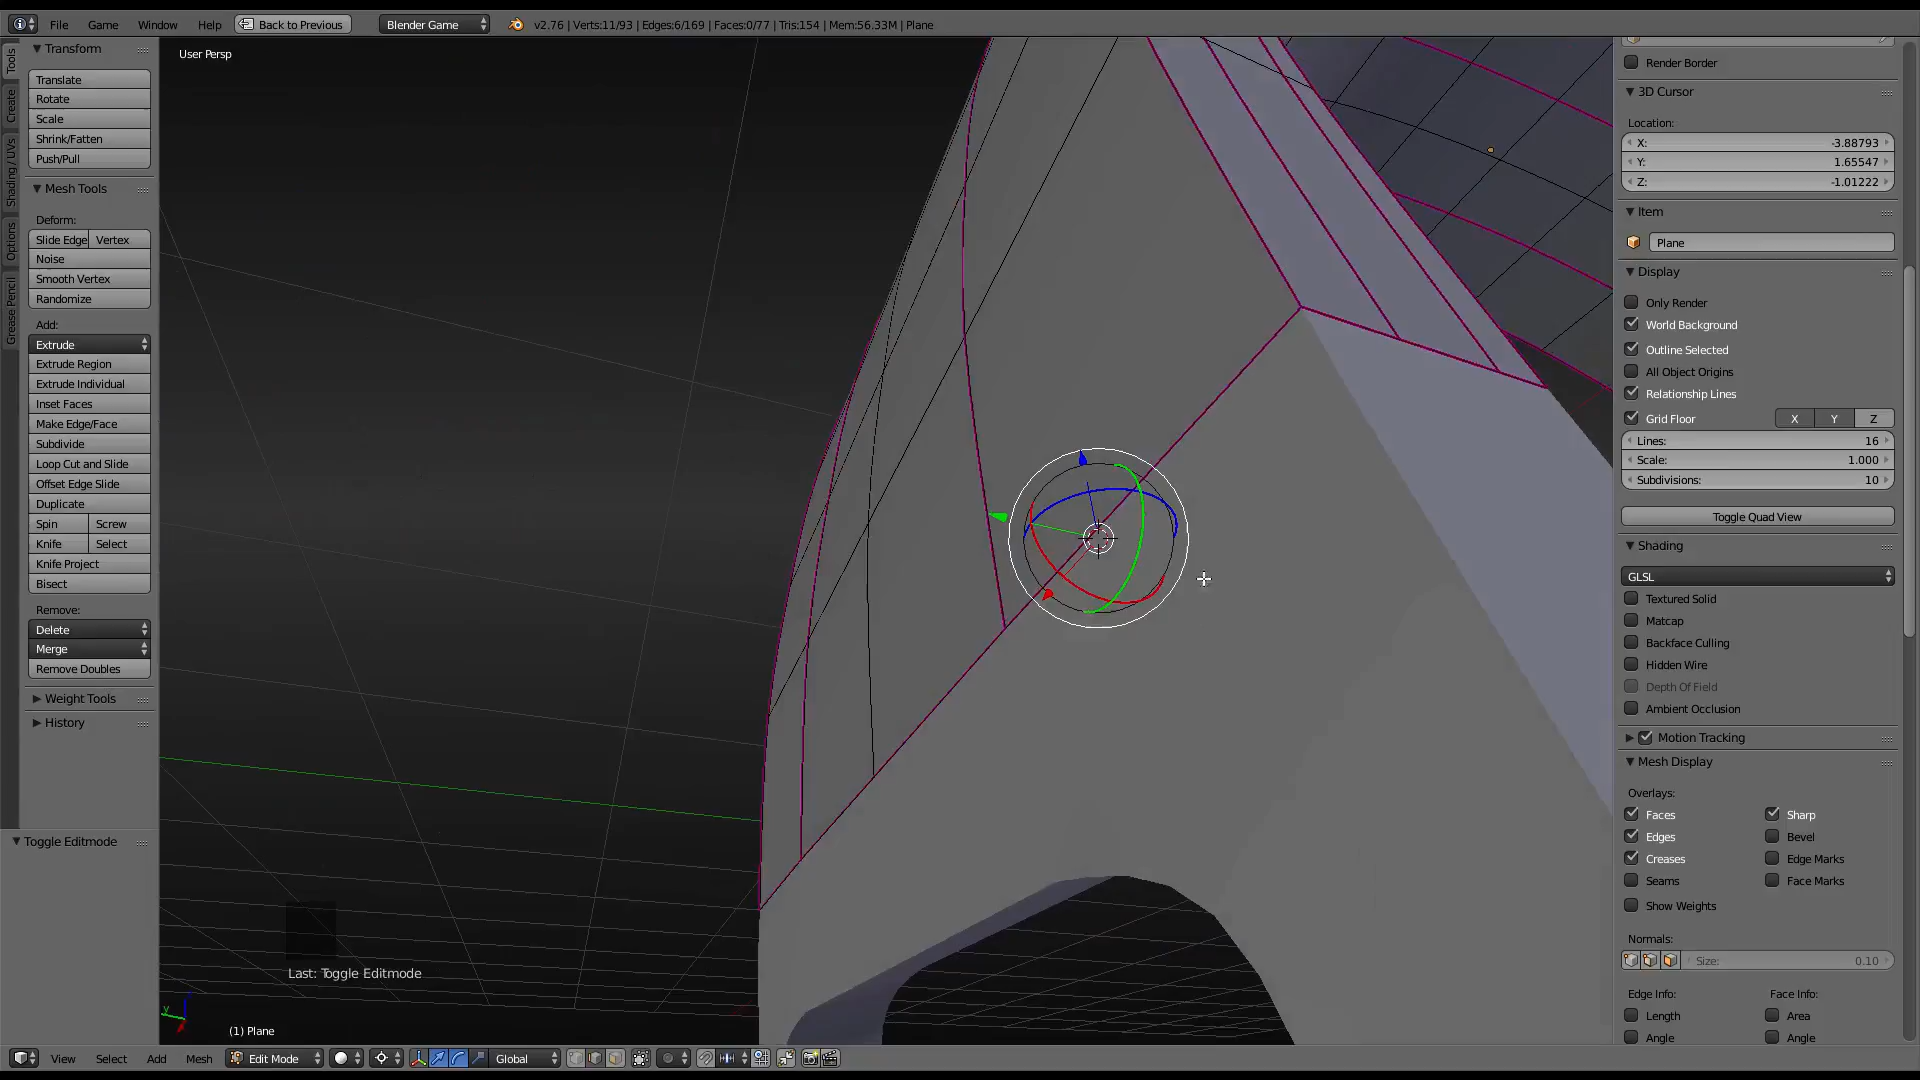 File Game Window Help Back to Previous Blender Game v2.76 | Verts:11/93 | Edges:6/169 | Faces:0/77 | Tris:154 | Mem:56.33M | Plane
Tools
Create
Shading / UVs
Options
Grease Pencil
Transform
Translate
Rotate
Scale
Shrink/Fatten
Push/Pull
Mesh Tools
Deform:
Slide Edge Vertex
Noise
Smooth Vertex
Randomize
Add:
Extrude
Extrude Region
Extrude Individual
Inset Faces
Make Edge/Face
Subdivide
Loop Cut and Slide
Offset Edge Slide
Duplicate
Spin Screw
Knife Select
Knife Project
Bisect
Remove:
Delete
Merge
Remove Doubles
Weight Tools
History
Toggle Editmode
User Persp
Last: Toggle Editmode
y
(1) Plane
View Select Add Mesh Edit Mode Global
Render Border
3D Cursor
Location:
X: -3.88793
Y: 1.65547
Z: -1.01222
Item
Plane
Display
Only Render
World Background
Outline Selected
All Object Origins
Relationship Lines
Grid Floor X Y Z
Lines: 16
Scale: 1.000
Subdivisions: 10
Toggle Quad View
Shading
GLSL
Textured Solid
Matcap
Backface Culling
Hidden Wire
Depth Of Field
Ambient Occlusion
Motion Tracking
Mesh Display
Overlays:
Faces Sharp
Edges Bevel
Creases Edge Marks
Seams Face Marks
Show Weights
Normals:
Size: 0.10
Edge Info: Face Info:
Length Area
Angle Angle